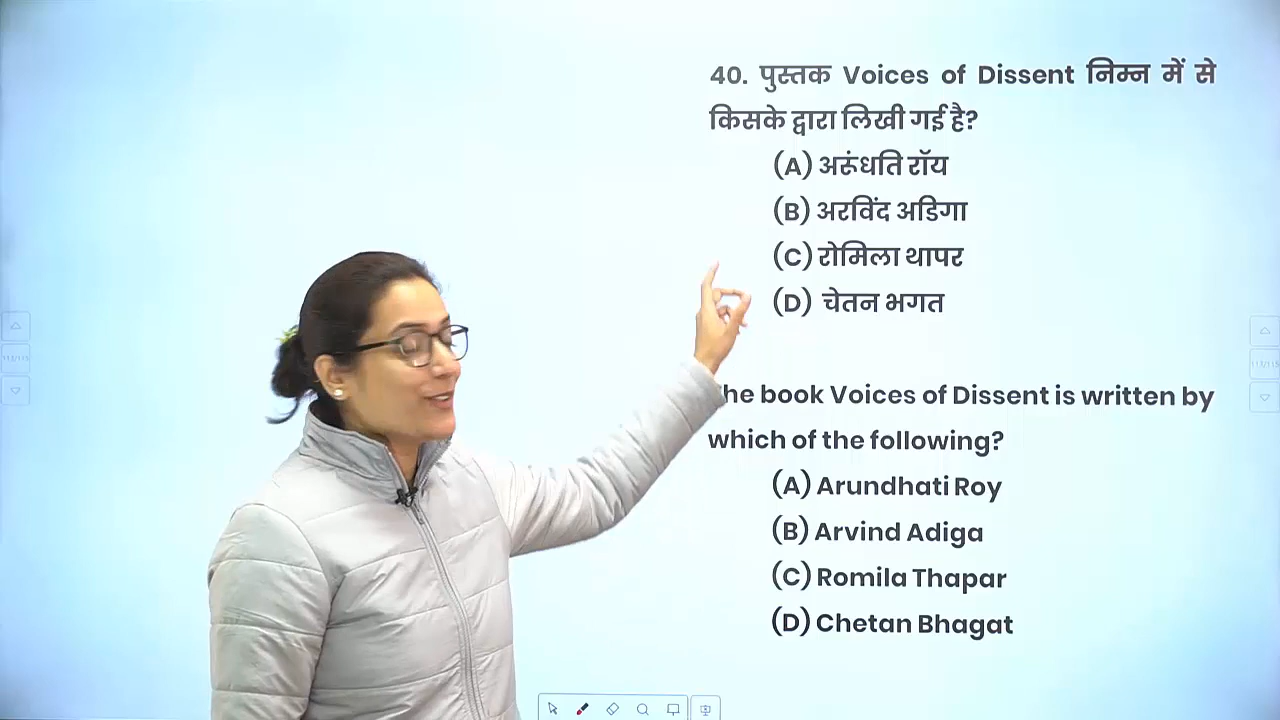 40. पुस्तक Voices of Dissent निम्न में से
किसके द्वारा लिखी गई है?
(A) अरूंधति रॉय
(B) अरविंद अडिगा
(C) रोमिला थापर
(D) चेतन भगत
The book Voices of Dissent is written by
which of the following?
(A) Arundhati Roy
(B) Arvind Adiga
(C) Romila Thapar
(D) Chetan Bhagat